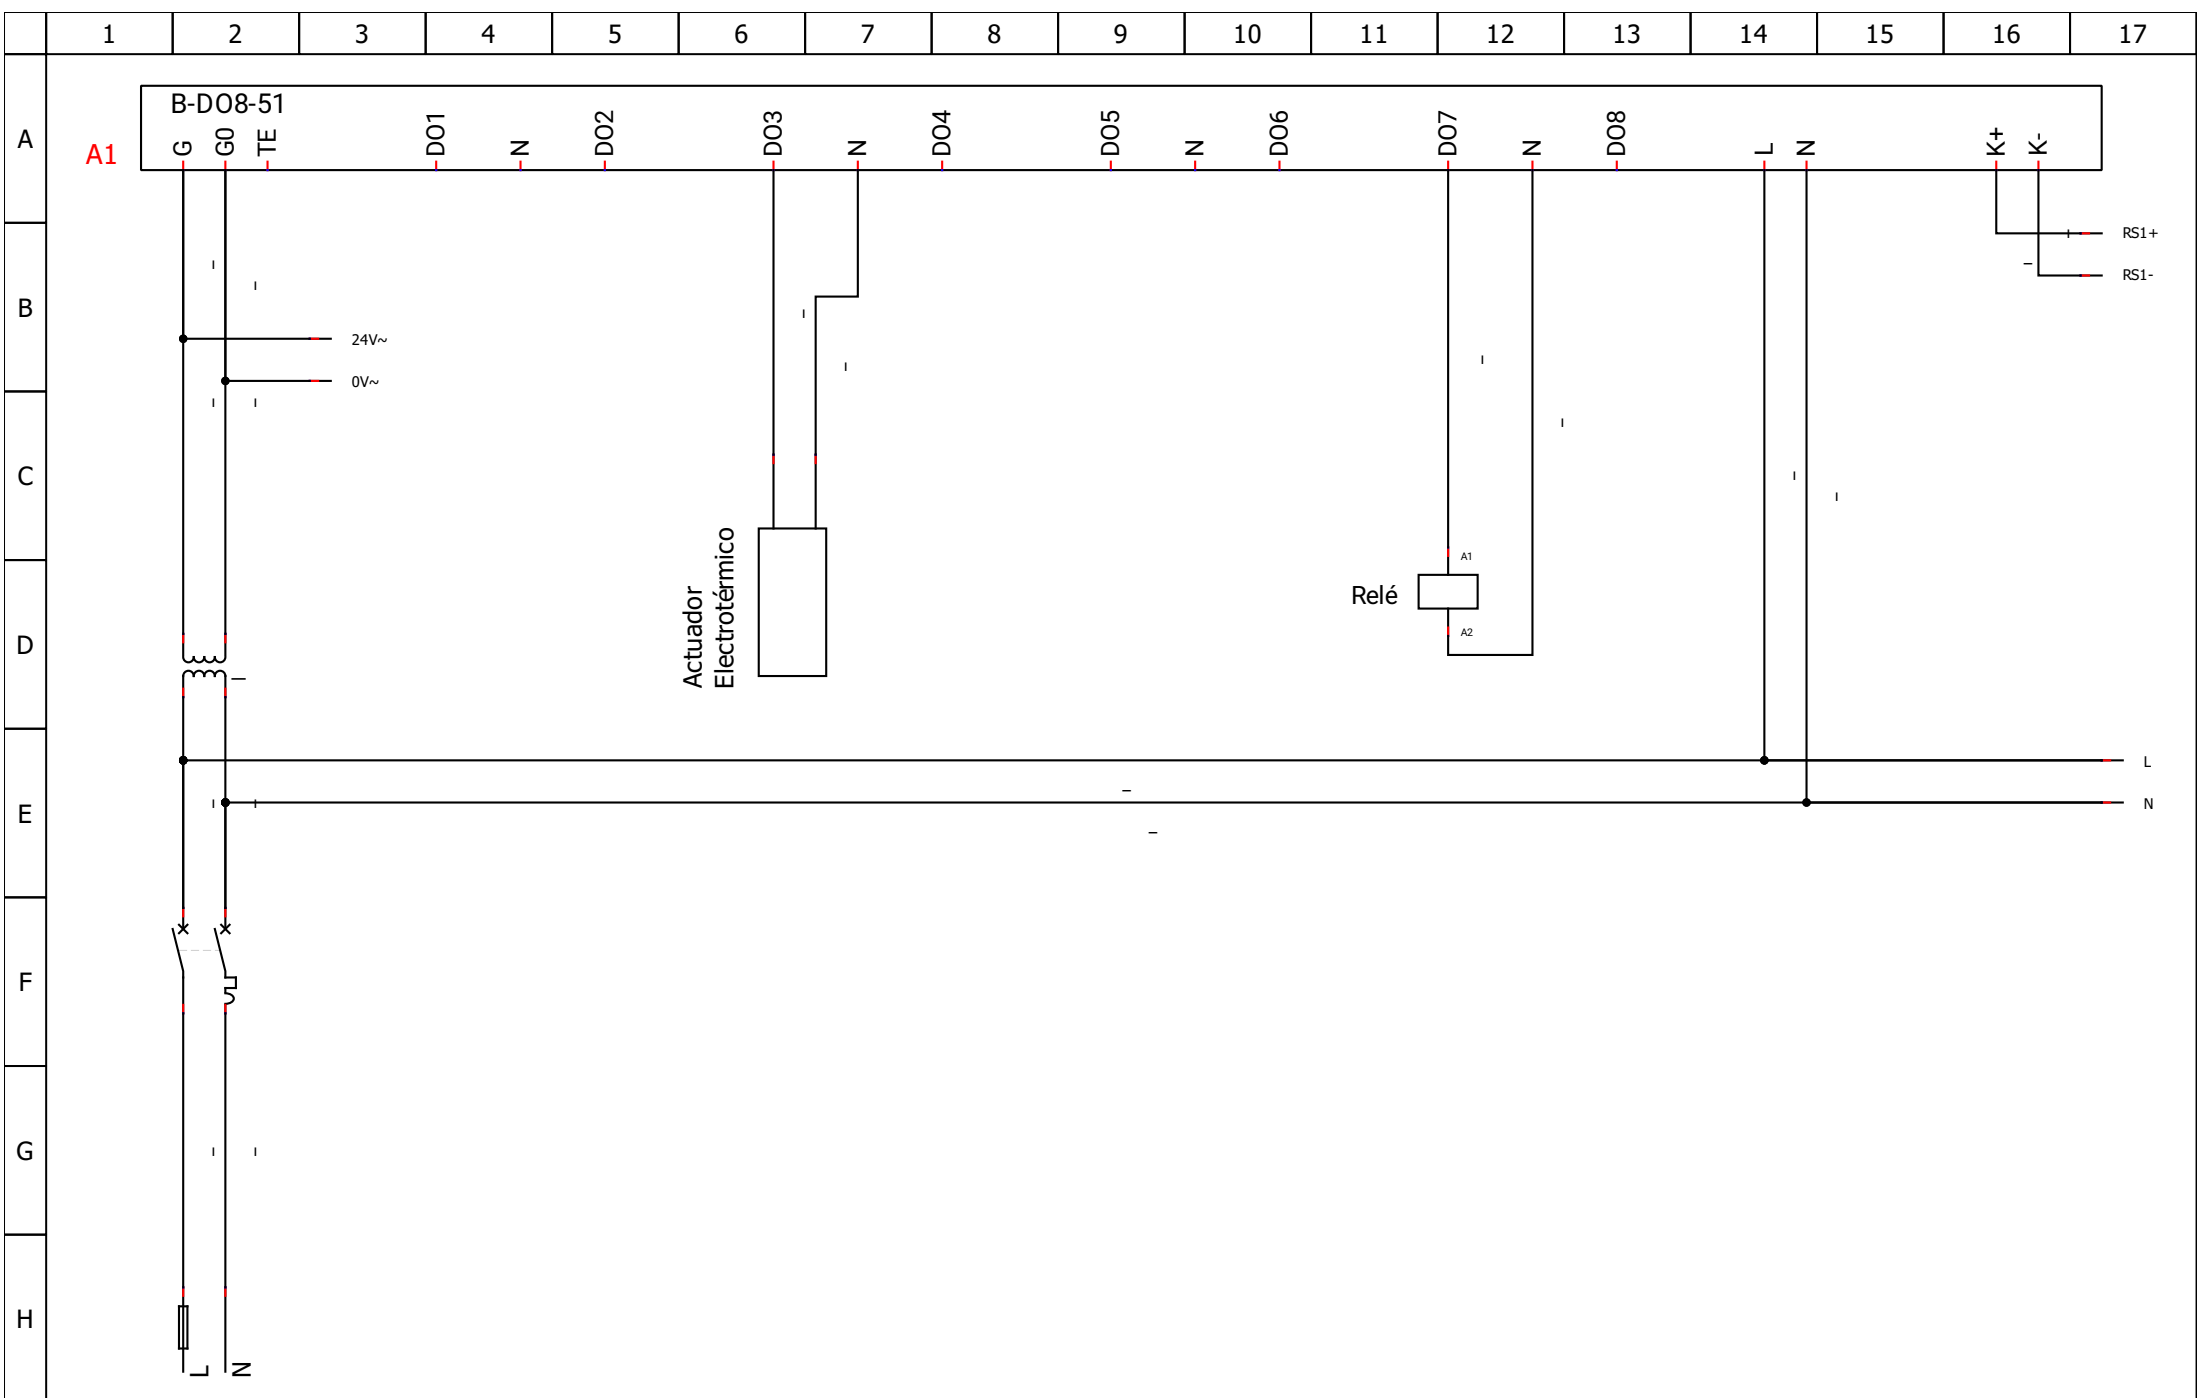 1 2 3 4 5 6 7 8 9 10 11 12 13 14 15 16 17
A
B-DO8-51
A1
G G0 TE DO1 N DO2 DO3 N DO4 DO5 N DO6 DO7 N DO8 L N K+ K-
B
RS1+
RS1-
24V~
0V~
C
Actuador
Electrotérmico
A1
Relé
A2
D
L
E
N
F
G
H
L N